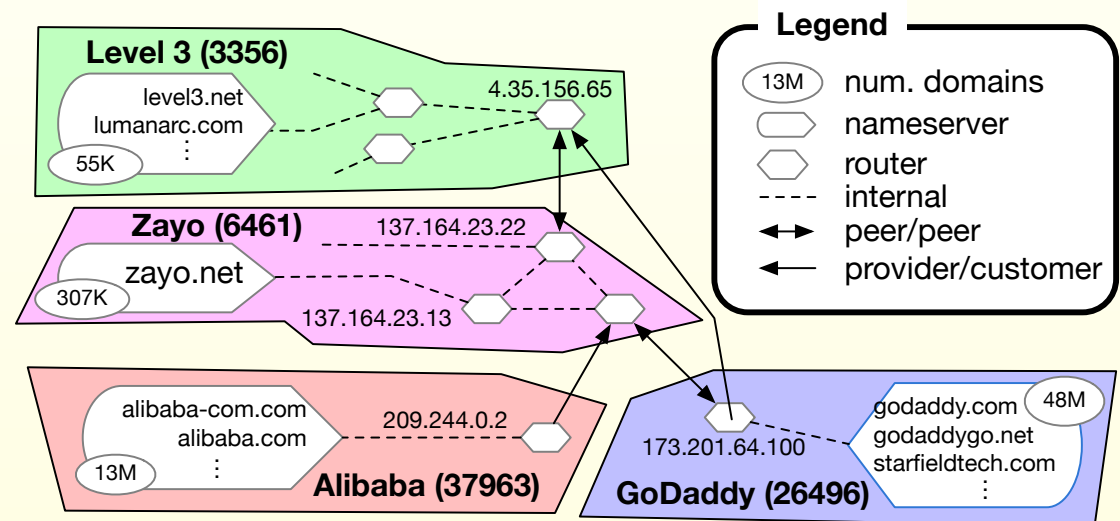 Level 3 (3356)
level3.net
lumanarc.com
⋮
55K
4.35.156.65
Zayo (6461)
137.164.23.22
zayo.net
307K
137.164.23.13
alibaba-com.com
alibaba.com
⋮
13M
209.244.0.2
Alibaba (37963)
173.201.64.100
godaddy.com
48M
godaddygo.net
starfieldtech.com
⋮
GoDaddy (26496)
Legend
13M
num. domains
nameserver
router
internal
peer/peer
provider/customer